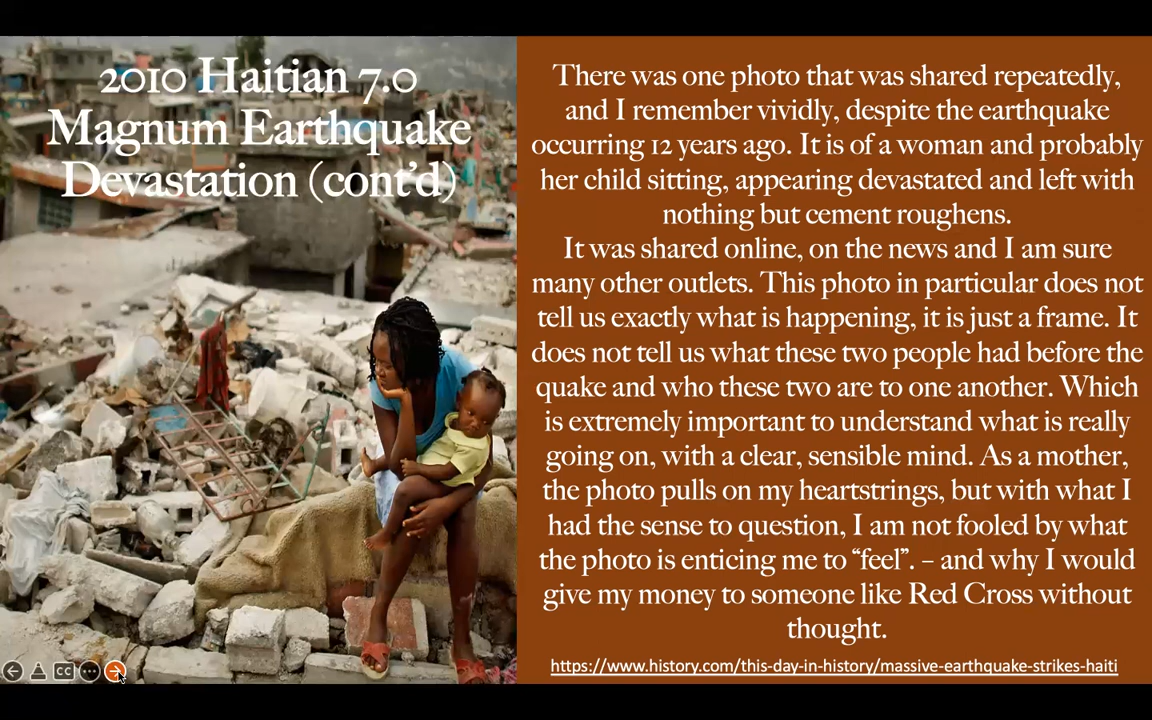 2010 Haitian 7.0
Magnum Earthquake
Devastation (cont'd)
There was one photo that was shared repeatedly,
and I remember vividly, despite the earthquake
occurring 12 years ago. It is of a woman and probably
her child sitting, appearing devastated and left with
nothing but cement roughens.
It was shared online, on the news and I am sure
many other outlets. This photo in particular does not
tell us exactly what is happening, it is just a frame. It
does not tell us what these two people had before the
quake and who these two are to one another. Which
is extremely important to understand what is really
going on, with a clear, sensible mind. As a mother,
the photo pulls on my heartstrings, but with what I
had the sense to question, I am not fooled by what
the photo is enticing me to “feel”. – and why I would
give my money to someone like Red Cross without
thought.
https://www.history.com/this-day-in-history/massive-earthquake-strikes-haiti
CC